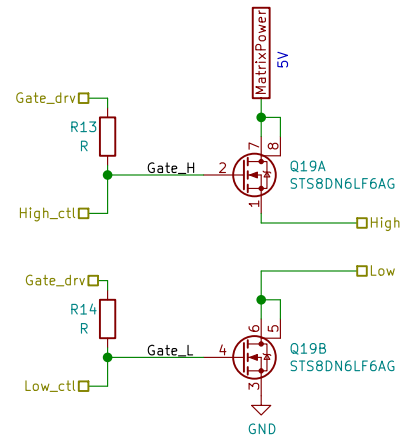 MatrixPower
5V
Gate_drv
R13
R
Gate_H
2
7
8
1
Q19A
STS8DN6LF6AG
High_ctl
High
Gate_drv
Low
R14
R
Gate_L
4
6
5
3
Q19B
STS8DN6LF6AG
Low_ctl
GND